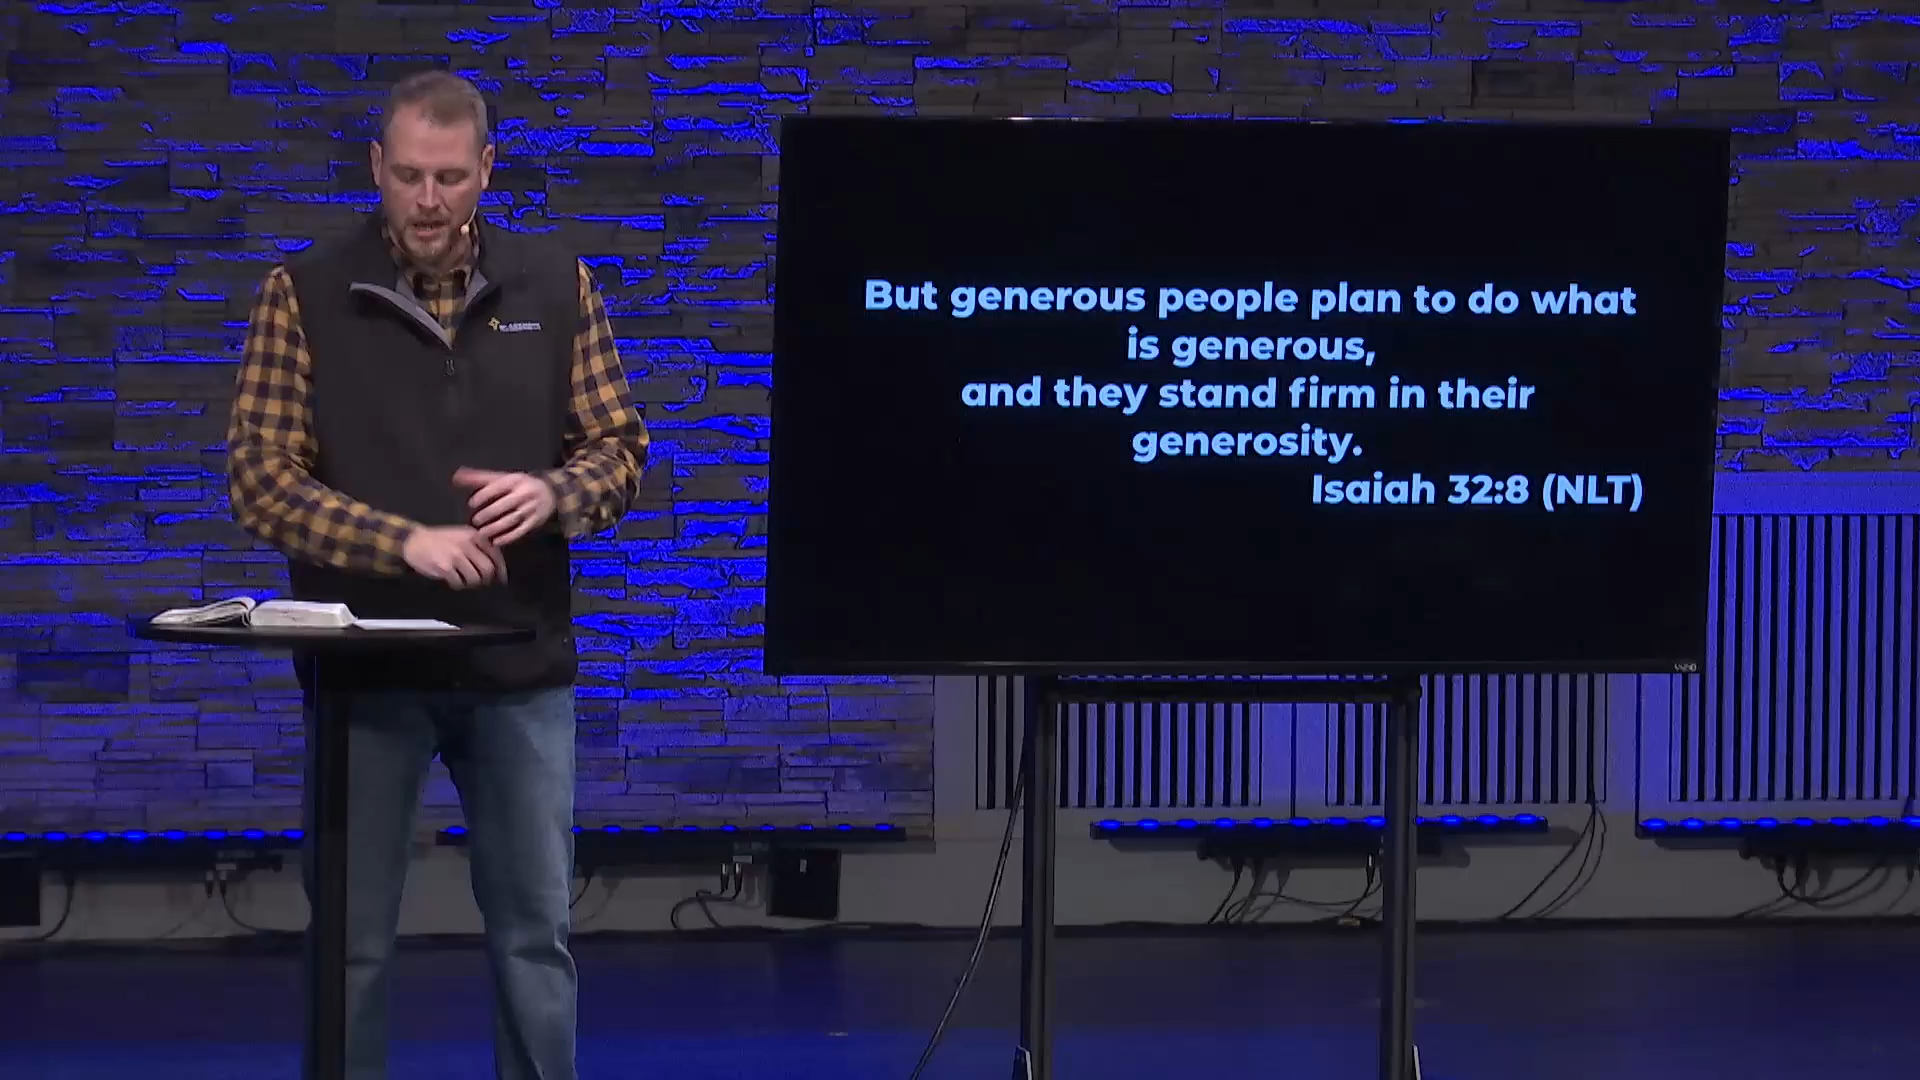 But generous people plan to do what
is generous,
and they stand firm in their
generosity.
Isaiah 32:8 (NLT)
VIZIO